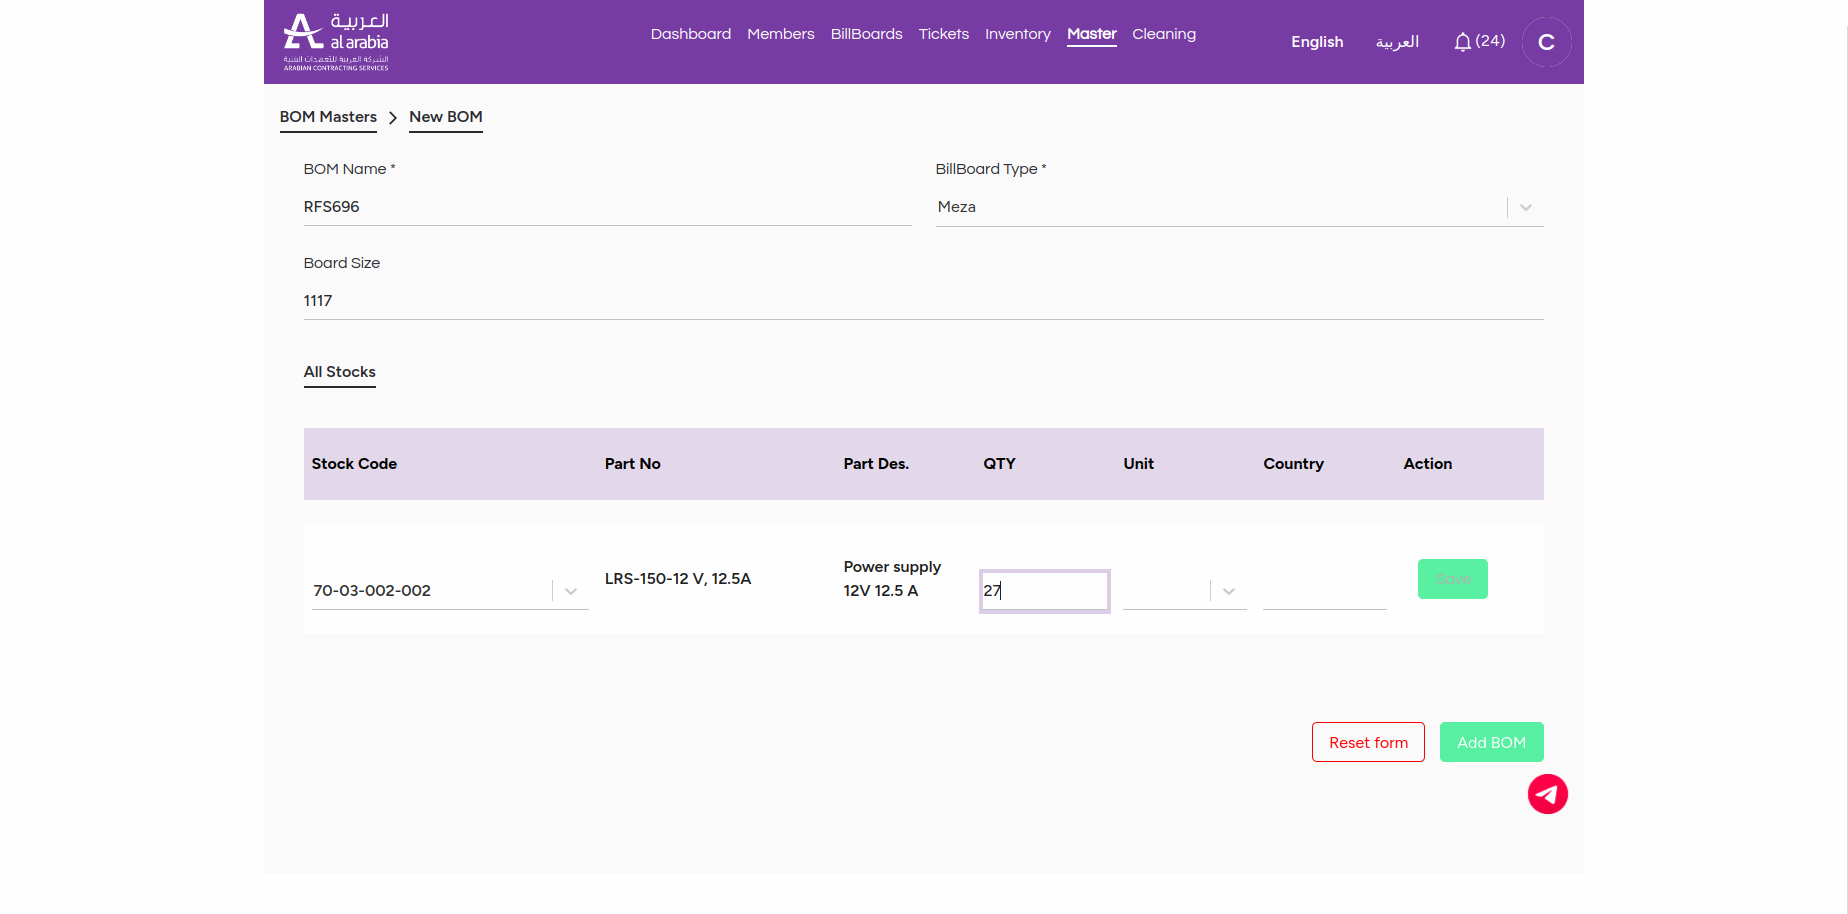 العربية
al arabia
الشركة العربية للتعهدات الفنية
ARABIAN CONTRACTING SERVICES
Dashboard Members BillBoards Tickets Inventory Master Cleaning
English العربية (24) C
BOM Masters > New BOM
BOM Name * BillBoard Type *
RFS696 Meza
Board Size
1117
All Stocks
Stock Code Part No Part Des. QTY Unit Country Action
70-03-002-002 LRS-150-12 V, 12.5A Power supply 27 Save
12V 12.5 A
Reset form Add BOM